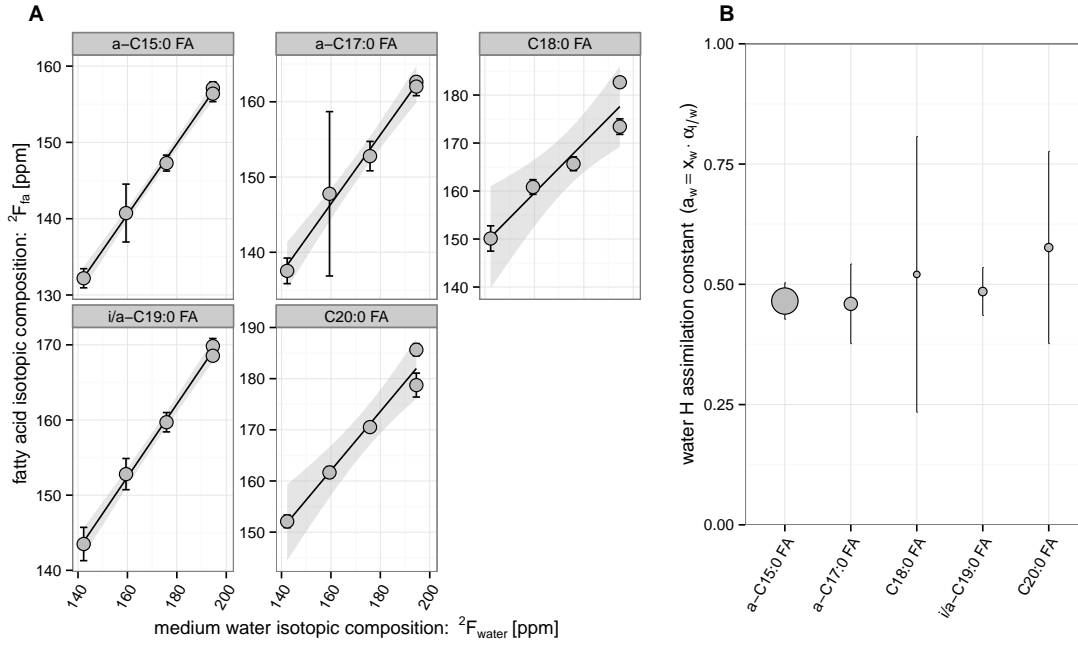 A
B
a–C15:0 FA
a–C17:0 FA
C18:0 FA
160
150
140
130
160
150
140
180
170
160
150
140
i/a–C19:0 FA
C20:0 FA
170
160
150
140
190
180
170
160
150
140
160
180
200
140
160
180
200
fatty acid isotopic composition: ²F_fa [ppm]
medium water isotopic composition: ²F_water [ppm]
water H assimilation constant (a_w = x_w · α_l/w)
1.00
0.75
0.50
0.25
0.00
a–C15:0 FA
a–C17:0 FA
C18:0 FA
i/a–C19:0 FA
C20:0 FA